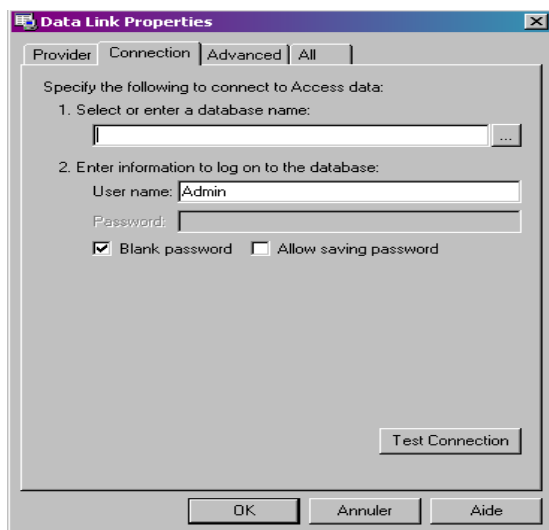 Data Link Properties
Provider Connection Advanced All
Specify the following to connect to Access data:
1. Select or enter a database name:
...
2. Enter information to log on to the database:
User name: Admin
Password:
Blank password Allow saving password
Test Connection
OK Annuler Aide